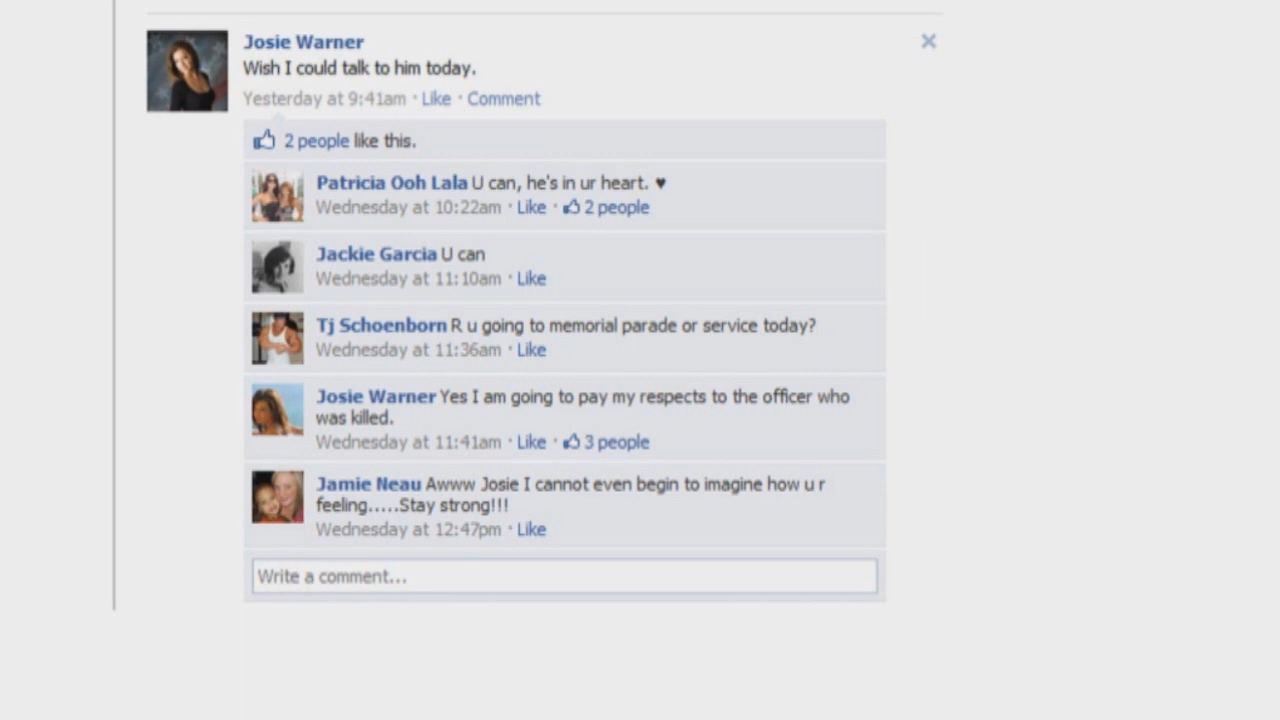 Josie Warner
Wish I could talk to him today.
Yesterday at 9:41am · Like · Comment
2 people like this.
Patricia Ooh Lala U can, he's in ur heart. ♥
Wednesday at 10:22am · Like · 2 people
Jackie Garcia U can
Wednesday at 11:10am · Like
Tj Schoenborn R u going to memorial parade or service today?
Wednesday at 11:36am · Like
Josie Warner Yes I am going to pay my respects to the officer who
was killed.
Wednesday at 11:41am · Like · 3 people
Jamie Neau Awww Josie I cannot even begin to imagine how u r
feeling.....Stay strong!!!
Wednesday at 12:47pm · Like
Write a comment...